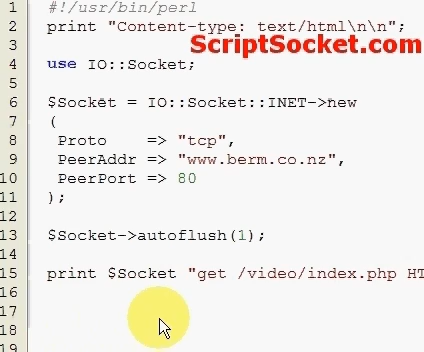 1 #!/usr/bin/perl
2 print "Content-type: text/html\n\n";
ScriptSocket.com
3
4 use IO::Socket;
5
6 $Socket = IO::Socket::INET->new
7 (
8 Proto => "tcp",
9 PeerAddr => "www.berm.co.nz",
10 PeerPort => 80
11 );
12
13 $Socket->autoflush(1);
14
15 print $Socket "get /video/index.php HT
16
17
18
19